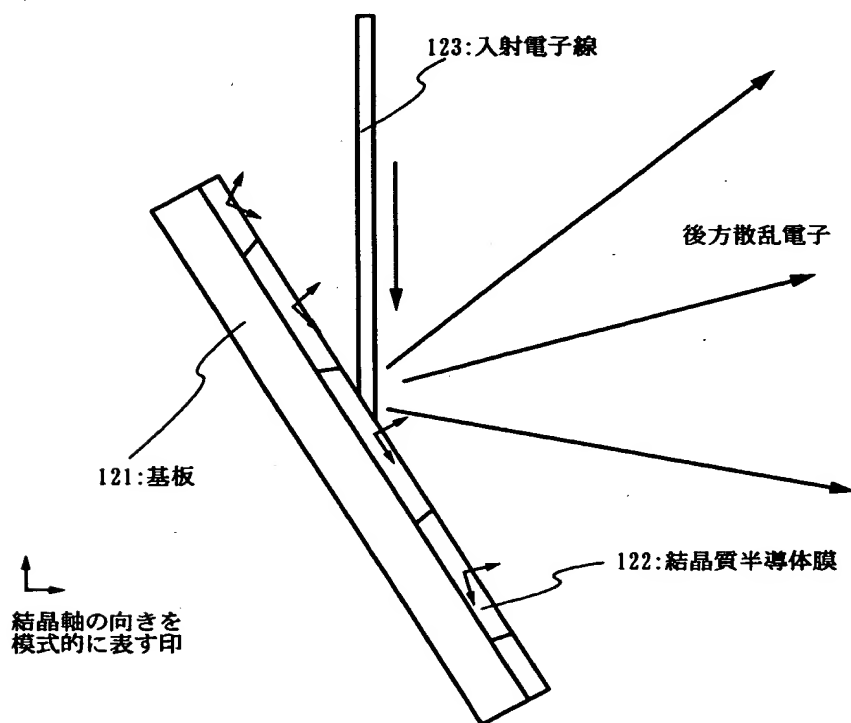 123:入射電子線
後方散乱電子
121:基板
122:結晶質半導体膜
結晶軸の向きを
模式的に表す印